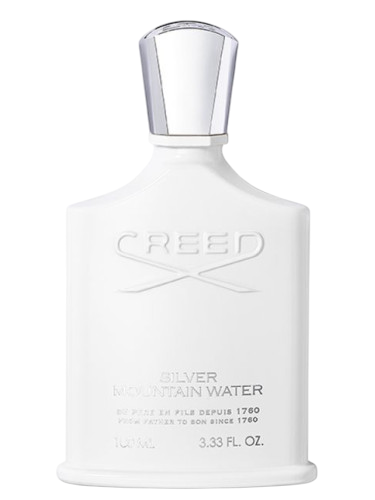 CREED
SILVER
MOUNTAIN WATER
DE PÈRE EN FILS DEPUIS 1760
FROM FATHER TO SON SINCE 1760
100 ML 3.33 FL. OZ.